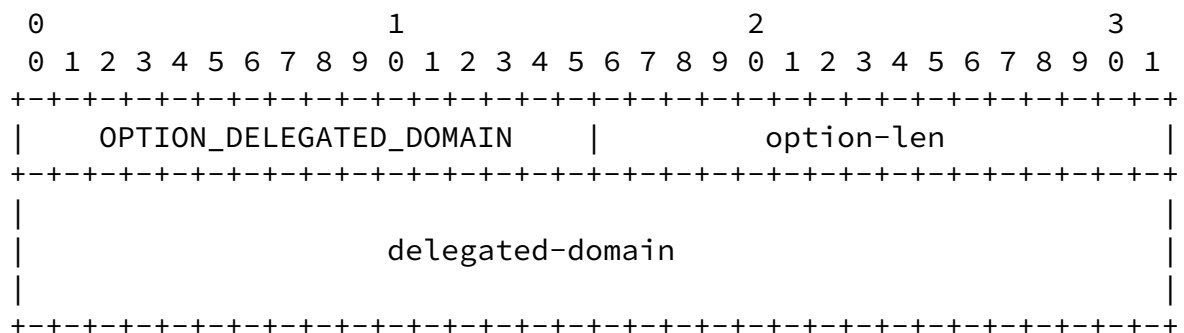 0                   1                   2                   3
 0 1 2 3 4 5 6 7 8 9 0 1 2 3 4 5 6 7 8 9 0 1 2 3 4 5 6 7 8 9 0 1
+-+-+-+-+-+-+-+-+-+-+-+-+-+-+-+-+-+-+-+-+-+-+-+-+-+-+-+-+-+-+-+-+
|    OPTION_DELEGATED_DOMAIN    |         option-len            |
+-+-+-+-+-+-+-+-+-+-+-+-+-+-+-+-+-+-+-+-+-+-+-+-+-+-+-+-+-+-+-+-+
|                                                               |
|                    delegated-domain                           |
|                                                               |
+-+-+-+-+-+-+-+-+-+-+-+-+-+-+-+-+-+-+-+-+-+-+-+-+-+-+-+-+-+-+-+-+